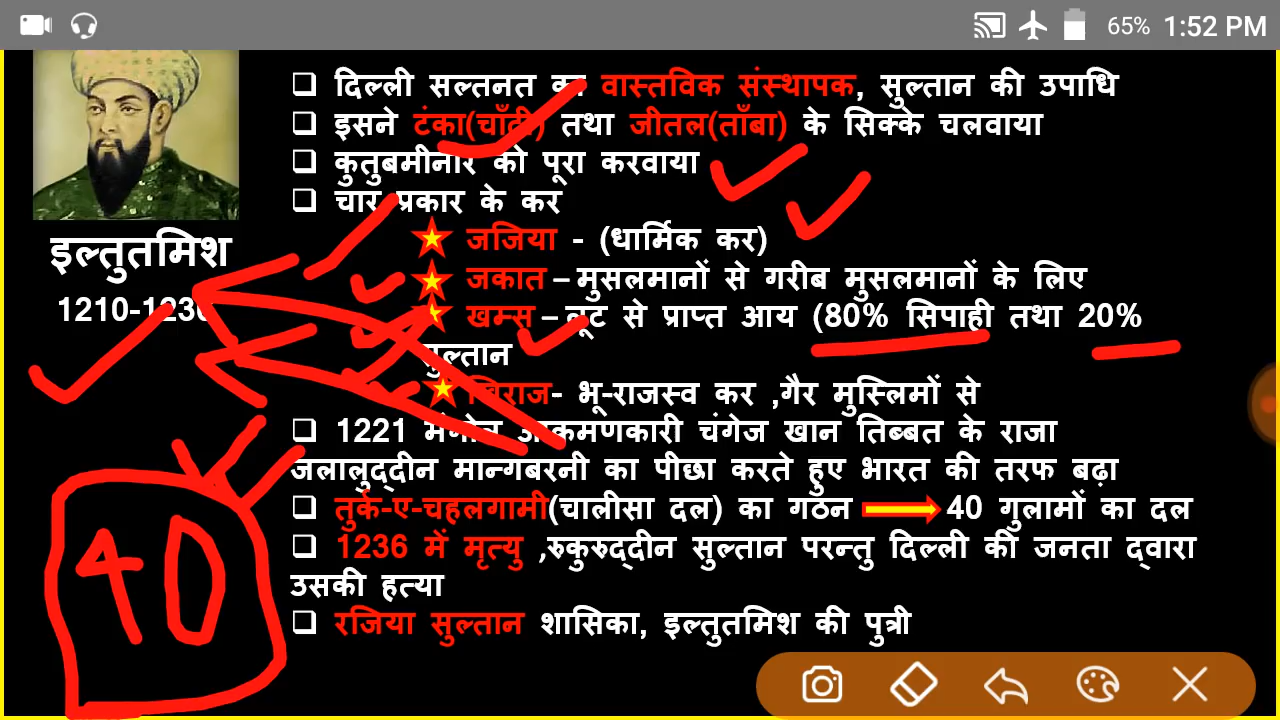 65% 1:52 PM
❑ दिल्ली सल्तनत का वास्तविक संस्थापक, सुल्तान की उपाधि
❑ इसने टंका(चाँदी) तथा जीतल(ताँबा) के सिक्के चलवाया
❑ कुतुबमीनार को पूरा करवाया
❑ चार प्रकार के कर
★ जजिया - (धार्मिक कर)
★ जकात – मुसलमानों से गरीब मुसलमानों के लिए
★ खम्स – लूट से प्राप्त आय (80% सिपाही तथा 20%
सुल्तान
★ खिराज- भू-राजस्व कर ,गैर मुस्लिमों से
❑ 1221 मंगोल आक्रमणकारी चंगेज खान तिब्बत के राजा
जलालुद्दीन मान्गबरनी का पीछा करते हुए भारत की तरफ बढ़ा
❑ तुर्क-ए-चहलगामी(चालीसा दल) का गठन 40 गुलामों का दल
❑ 1236 में मृत्यु ,रुकुरुद्दीन सुल्तान परन्तु दिल्ली की जनता द्वारा
उसकी हत्या
❑ रजिया सुल्तान शासिका, इल्तुतमिश की पुत्री
इल्तुतमिश
1210-1236
40